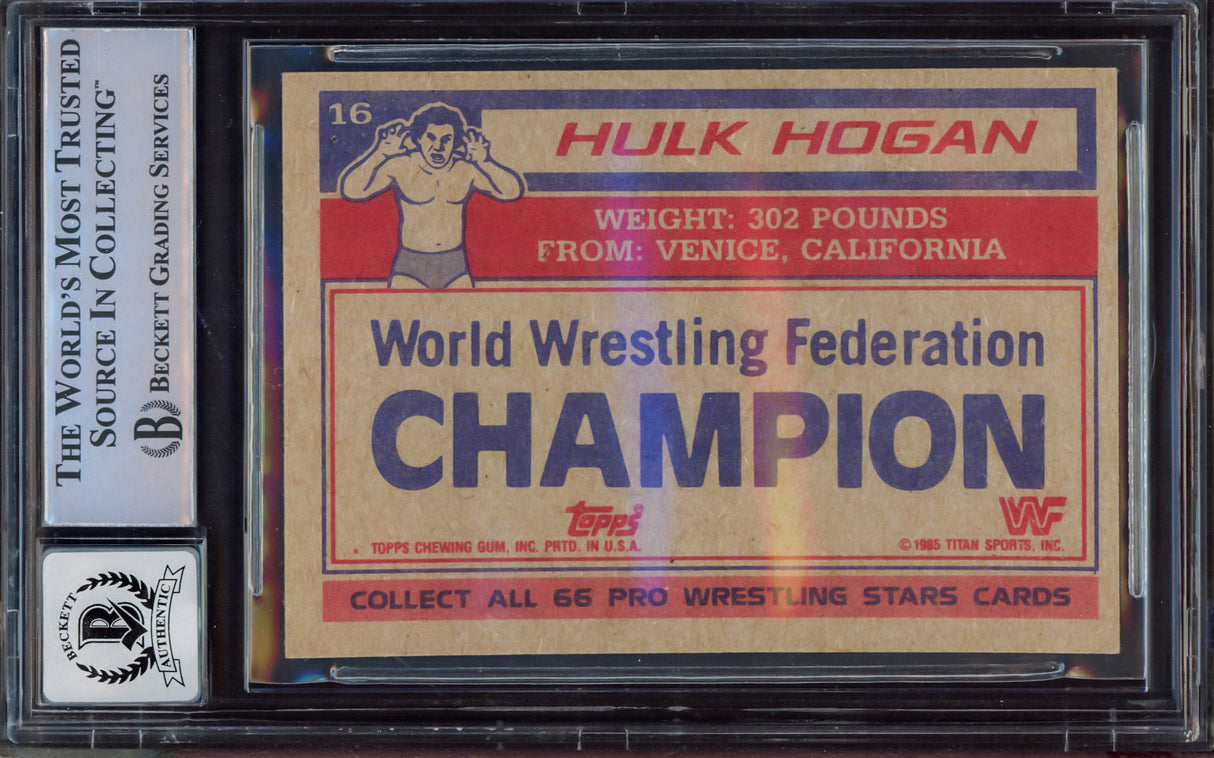 THE WORLD'S MOST TRUSTED
SOURCE IN COLLECTING™
B BECKETT GRADING SERVICES
BECKETT
B
AUTHENTIC
16
HULK HOGAN
WEIGHT: 302 POUNDS
FROM: VENICE, CALIFORNIA
World Wrestling Federation
CHAMPION
topps®
WF
TOPPS CHEWING GUM, INC. PRTD. IN U.S.A.
© 1985 TITAN SPORTS, INC.
COLLECT ALL 66 PRO WRESTLING STARS CARDS